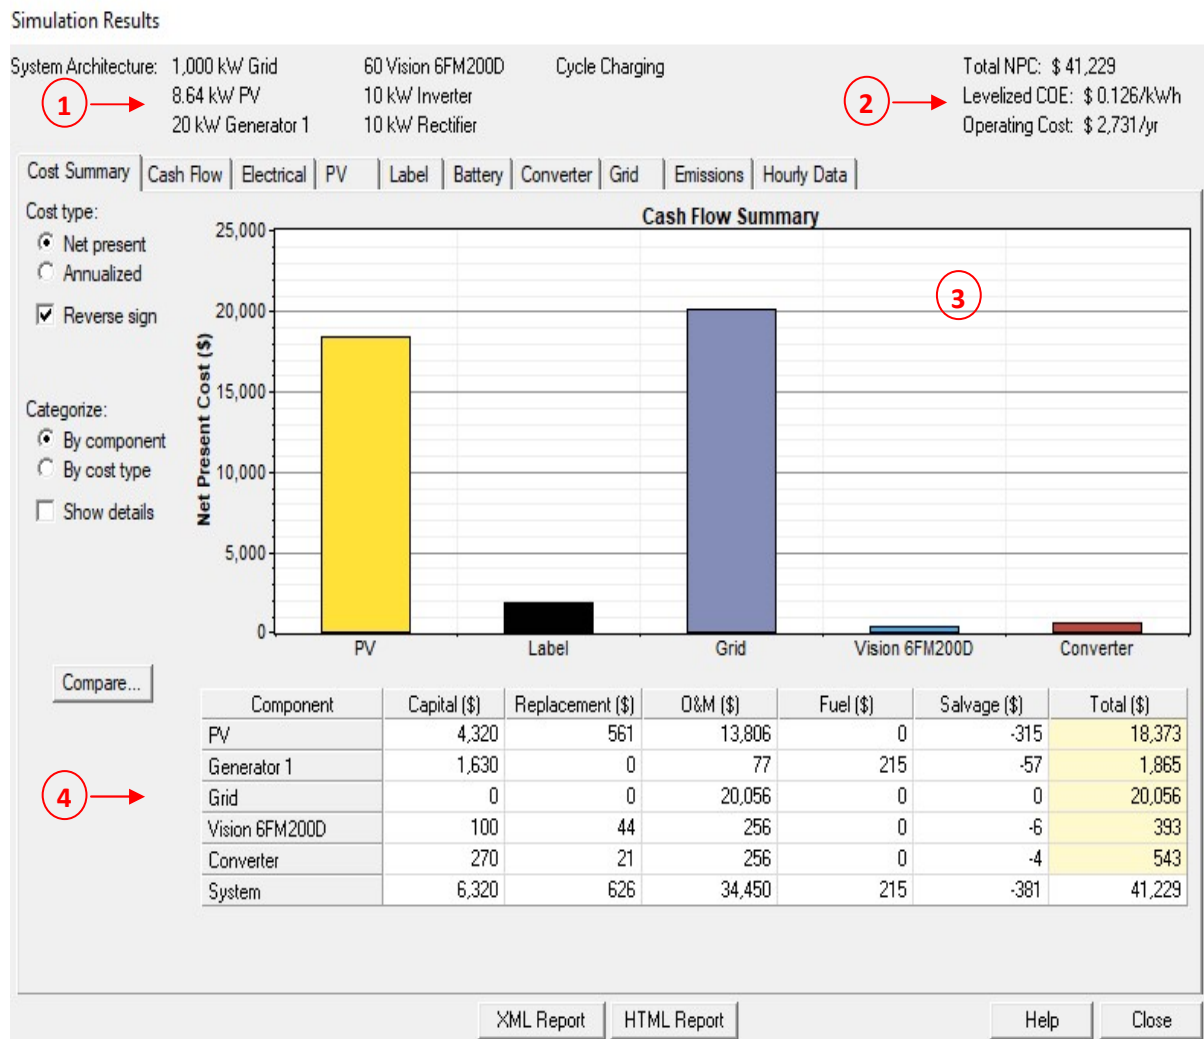 Simulation Results
System Architecture: 1,000 kW Grid 60 Vision 6FM200D Cycle Charging Total NPC: $ 41,229
1 8.64 kW PV 10 kW Inverter 2 Levelized COE: $ 0.126/kWh
20 kW Generator 1 10 kW Rectifier Operating Cost: $ 2,731/yr
Cost Summary Cash Flow Electrical PV Label Battery Converter Grid Emissions Hourly Data
Cost type:
Net present
Annualized
Reverse sign
Categorize:
By component
By cost type
Show details
Compare...
Cash Flow Summary
3
Net Present Cost ($)
25,000
20,000
15,000
10,000
5,000
0
PV Label Grid Vision 6FM200D Converter
4
Component Capital ($) Replacement ($) O&M ($) Fuel ($) Salvage ($) Total ($)
PV 4,320 561 13,806 0 -315 18,373
Generator 1 1,630 0 77 215 -57 1,865
Grid 0 0 20,056 0 0 20,056
Vision 6FM200D 100 44 256 0 -6 393
Converter 270 21 256 0 -4 543
System 6,320 626 34,450 215 -381 41,229
XML Report HTML Report Help Close